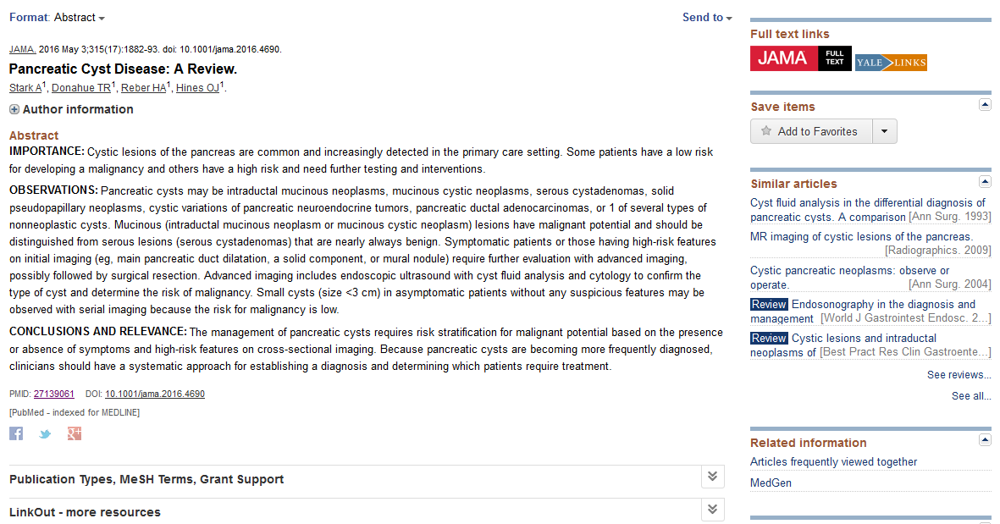 Format: Abstract
Send to
JAMA. 2016 May 3;315(17):1882-93. doi: 10.1001/jama.2016.4690.
Pancreatic Cyst Disease: A Review.
Stark A1, Donahue TR1, Reber HA1, Hines OJ1.
Author information
Abstract
IMPORTANCE: Cystic lesions of the pancreas are common and increasingly detected in the primary care setting. Some patients have a low risk
for developing a malignancy and others have a high risk and need further testing and interventions.
OBSERVATIONS: Pancreatic cysts may be intraductal mucinous neoplasms, mucinous cystic neoplasms, serous cystadenomas, solid
pseudopapillary neoplasms, cystic variations of pancreatic neuroendocrine tumors, pancreatic ductal adenocarcinomas, or 1 of several types of
nonneoplastic cysts. Mucinous (intraductal mucinous neoplasm or mucinous cystic neoplasm) lesions have malignant potential and should be
distinguished from serous lesions (serous cystadenomas) that are nearly always benign. Symptomatic patients or those having high-risk features
on initial imaging (eg, main pancreatic duct dilatation, a solid component, or mural nodule) require further evaluation with advanced imaging,
possibly followed by surgical resection. Advanced imaging includes endoscopic ultrasound with cyst fluid analysis and cytology to confirm the
type of cyst and determine the risk of malignancy. Small cysts (size <3 cm) in asymptomatic patients without any suspicious features may be
observed with serial imaging because the risk for malignancy is low.
CONCLUSIONS AND RELEVANCE: The management of pancreatic cysts requires risk stratification for malignant potential based on the presence
or absence of symptoms and high-risk features on cross-sectional imaging. Because pancreatic cysts are becoming more frequently diagnosed,
clinicians should have a systematic approach for establishing a diagnosis and determining which patients require treatment.
PMID: 27139061 DOI: 10.1001/jama.2016.4690
[PubMed - indexed for MEDLINE]
f
g+
Publication Types, MeSH Terms, Grant Support
LinkOut - more resources
Full text links
JAMA FULL TEXT
YALE LINKS
Save items
Add to Favorites
Similar articles
Cyst fluid analysis in the differential diagnosis of
pancreatic cysts. A comparison [Ann Surg. 1993]
MR imaging of cystic lesions of the pancreas.
[Radiographics. 2009]
Cystic pancreatic neoplasms: observe or
operate. [Ann Surg. 2004]
Review Endosonography in the diagnosis and
management [World J Gastrointest Endosc. 2...]
Review Cystic lesions and intraductal
neoplasms of [Best Pract Res Clin Gastroente...]
See reviews...
See all...
Related information
Articles frequently viewed together
MedGen